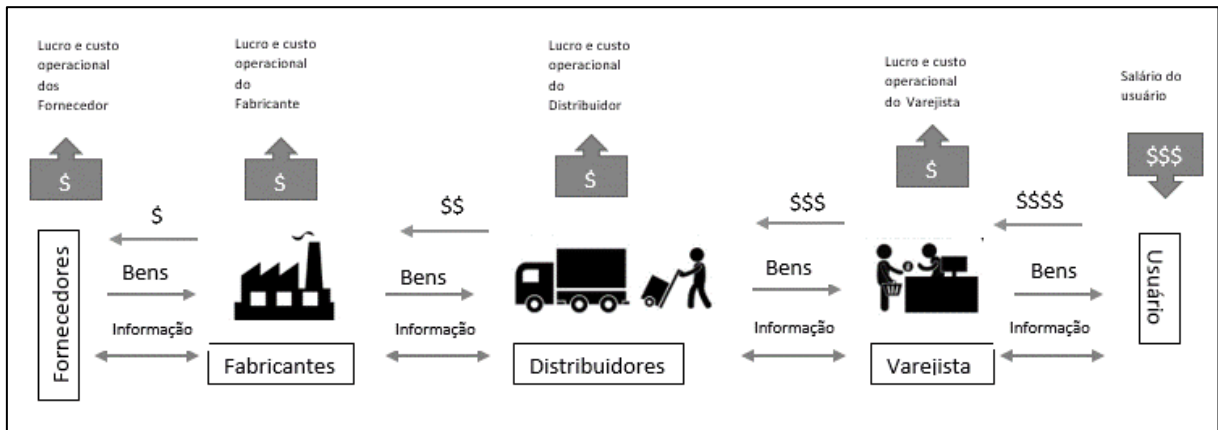 Lucro e custo
operacional
dos
Fornecedor
Lucro e custo
operacional
do
Fabricante
Lucro e custo
operacional
do
Distribuidor
Lucro e custo
operacional
do Varejista
Salário do
usuário
$
$
$
$
$$$
$
$$
$$$
$$$$
Fornecedores
Bens
Bens
Bens
Bens
Usuário
Informação
Informação
Informação
Informação
Fabricantes
Distribuidores
Varejista